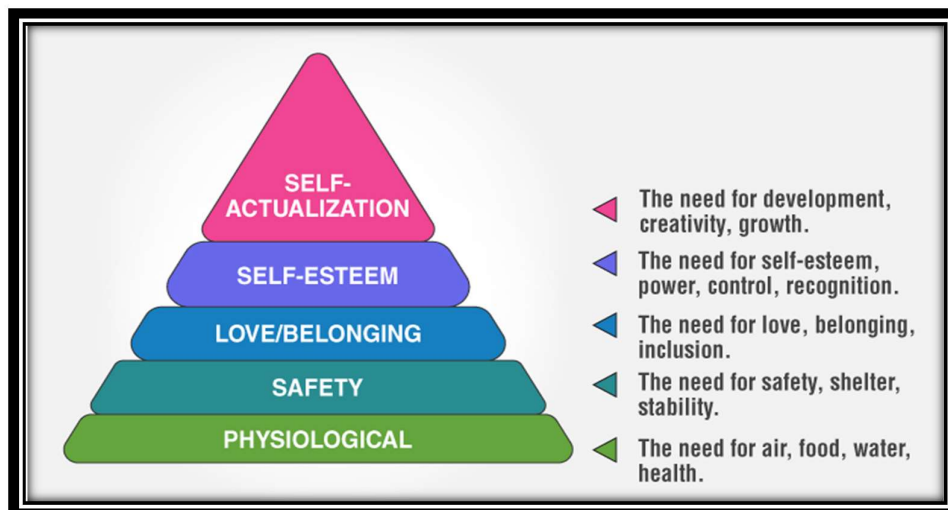 SELF-
ACTUALIZATION
The need for development,
creativity, growth.
SELF-ESTEEM
The need for self-esteem,
power, control, recognition.
LOVE/BELONGING
The need for love, belonging,
inclusion.
SAFETY
The need for safety, shelter,
stability.
PHYSIOLOGICAL
The need for air, food, water,
health.